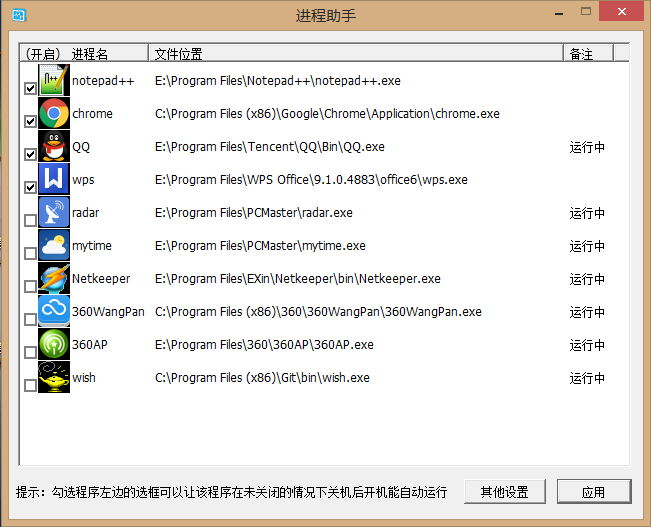 进程助手
(开启) 进程名 文件位置 备注
notepad++ E:\Program Files\Notepad++\notepad++.exe
chrome C:\Program Files (x86)\Google\Chrome\Application\chrome.exe
QQ E:\Program Files\Tencent\QQ\Bin\QQ.exe 运行中
wps E:\Program Files\WPS Office\9.1.0.4883\office6\wps.exe
radar E:\Program Files\PCMaster\radar.exe 运行中
mytime E:\Program Files\PCMaster\mytime.exe 运行中
Netkeeper E:\Program Files\EXin\Netkeeper\bin\Netkeeper.exe 运行中
360WangPan C:\Program Files (x86)\360\360WangPan\360WangPan.exe 运行中
360AP E:\Program Files\360\360AP\360AP.exe 运行中
wish C:\Program Files (x86)\Git\bin\wish.exe 运行中
提示：勾选程序左边的选框可以让该程序在未关闭的情况下关机后开机能自动运行 其他设置 应用